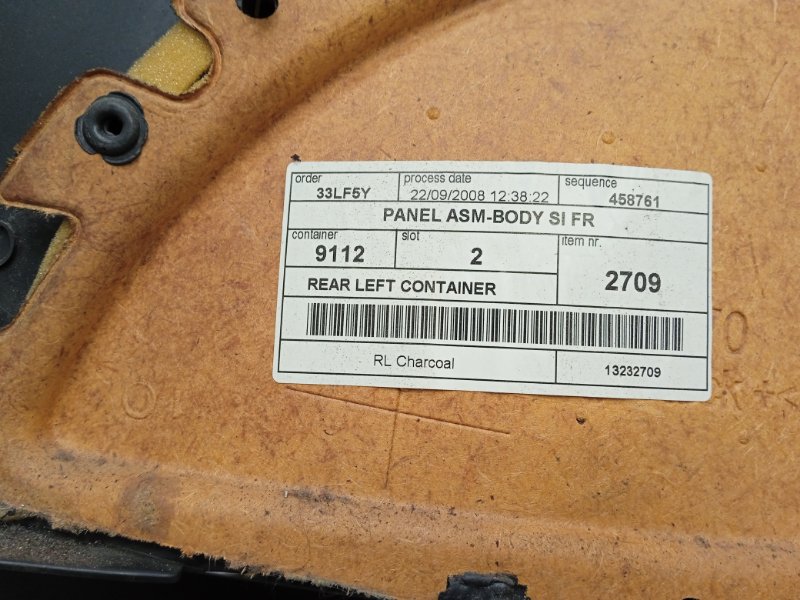 order 33LF5Y process date 22/09/2008 12:38:22 sequence 458761
PANEL ASM-BODY SI FR
container 9112 slot 2 item nr. 2709
REAR LEFT CONTAINER
RL Charcoal 13232709